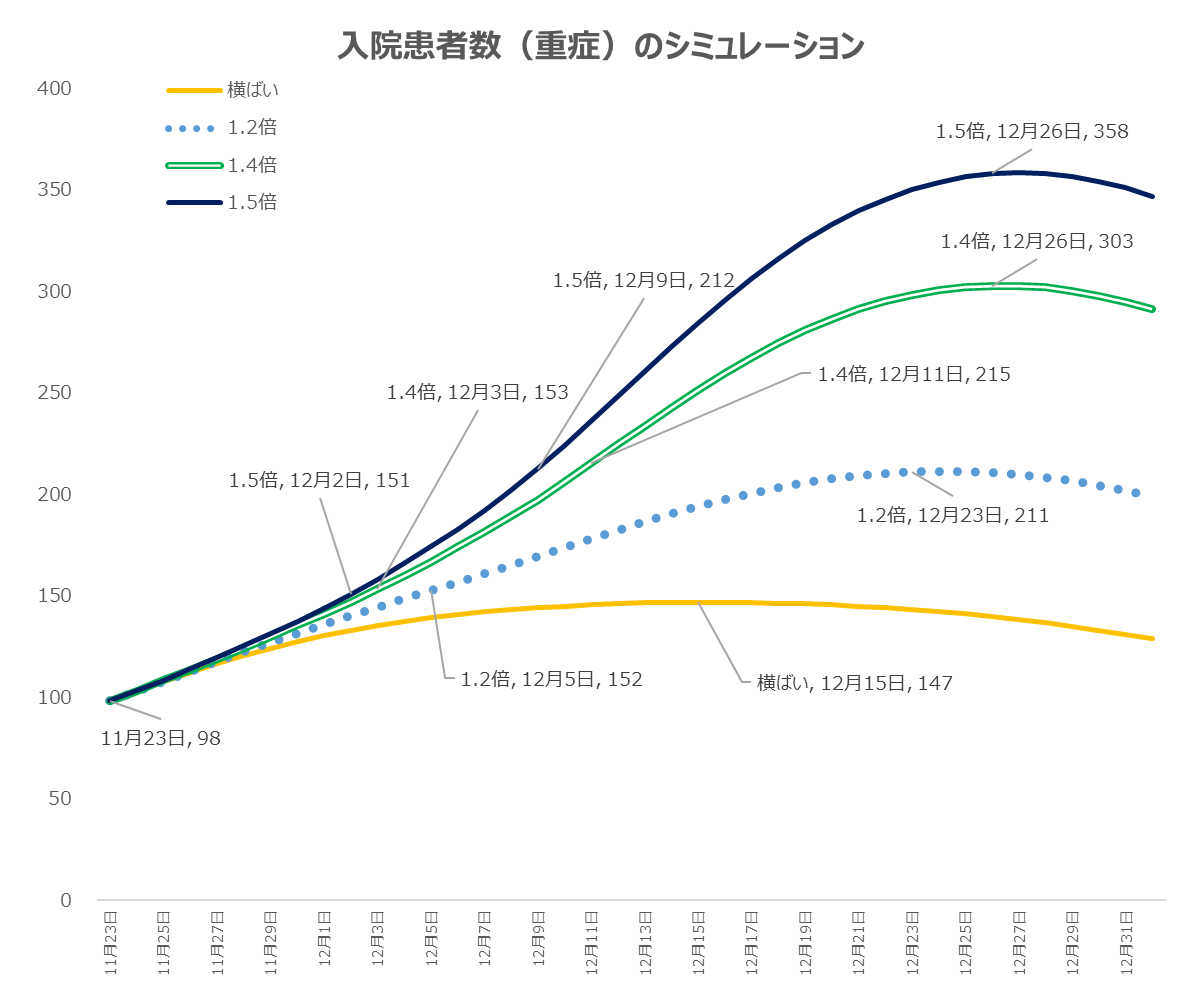 入院患者数（重症）のシミュレーション
横ばい
1.2倍
1.4倍
1.5倍
400
350
300
250
200
150
100
50
0
1.5倍, 12月26日, 358
1.4倍, 12月26日, 303
1.5倍, 12月9日, 212
1.4倍, 12月11日, 215
1.4倍, 12月3日, 153
1.5倍, 12月2日, 151
1.2倍, 12月23日, 211
1.2倍, 12月5日, 152
横ばい, 12月15日, 147
11月23日, 98
11月23日
11月25日
11月27日
11月29日
12月1日
12月3日
12月5日
12月7日
12月9日
12月11日
12月13日
12月15日
12月17日
12月19日
12月21日
12月23日
12月25日
12月27日
12月29日
12月31日